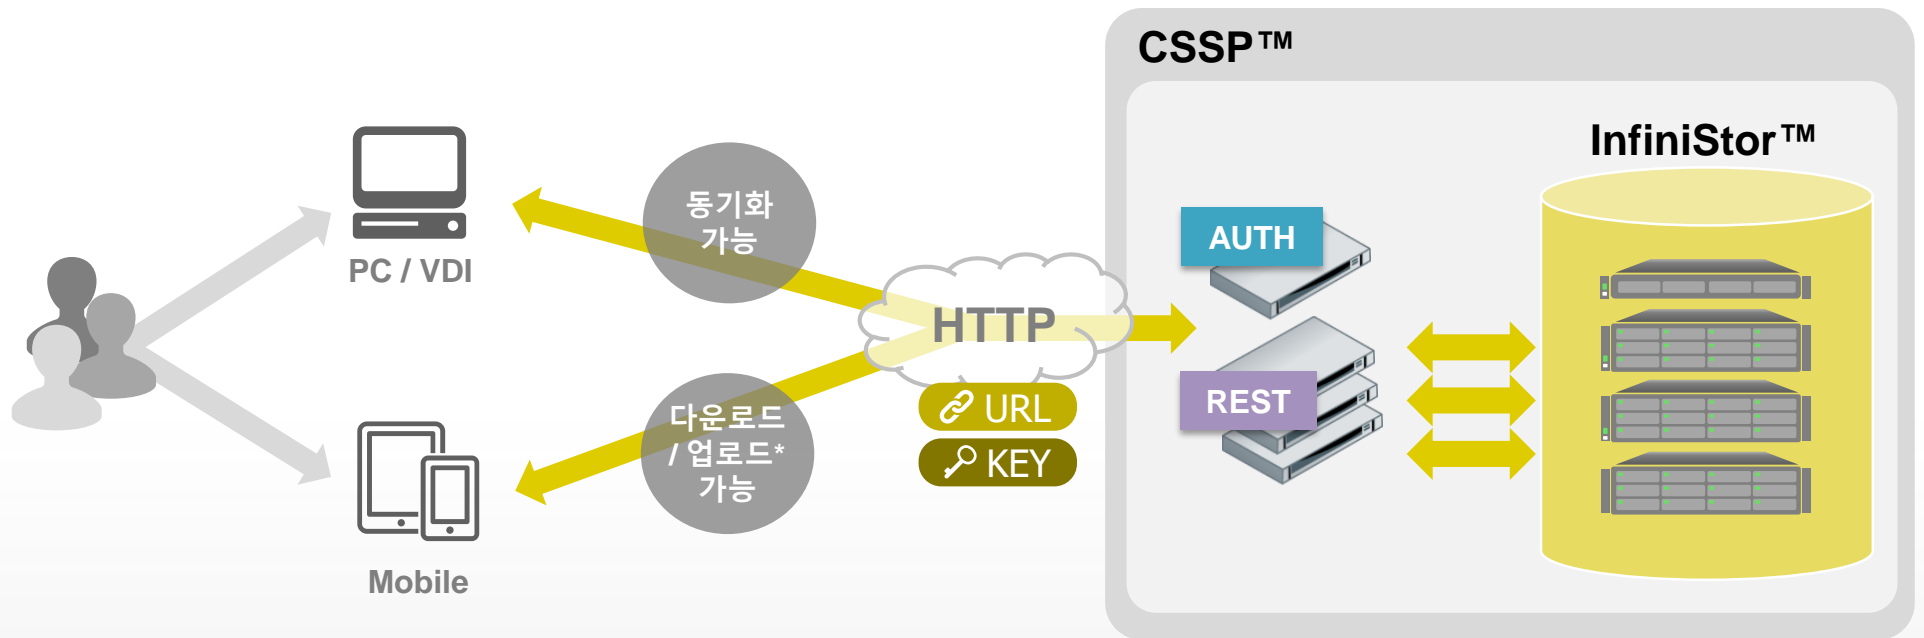 CSSP™
InfiniStor™
동기화
가능
PC / VDI
AUTH
HTTP
REST
URL
KEY
다운로드
/ 업로드*
가능
Mobile